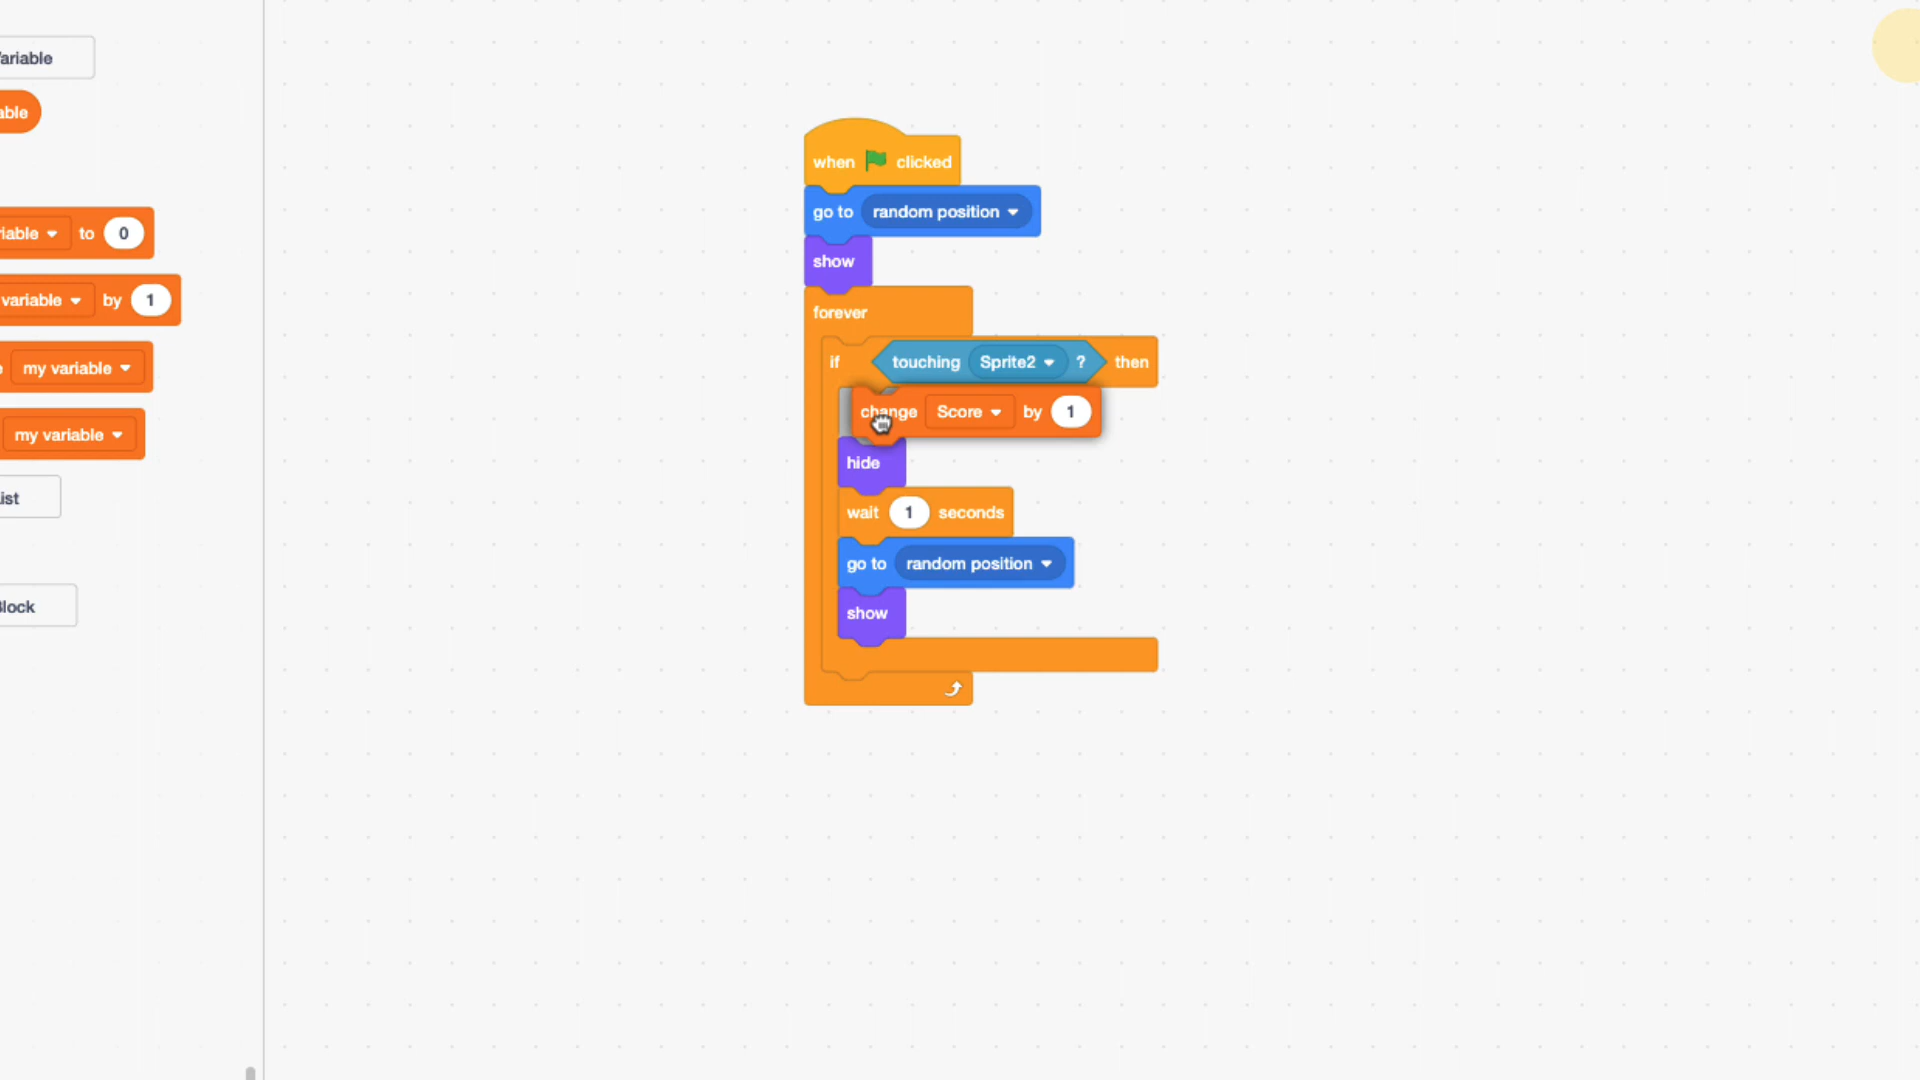 ariable
able
iable to 0
variable by 1
my variable
my variable
ist
Block
when clicked
go to random position
show
forever
if touching Sprite2 ? then
change Score by 1
hide
wait 1 seconds
go to random position
show